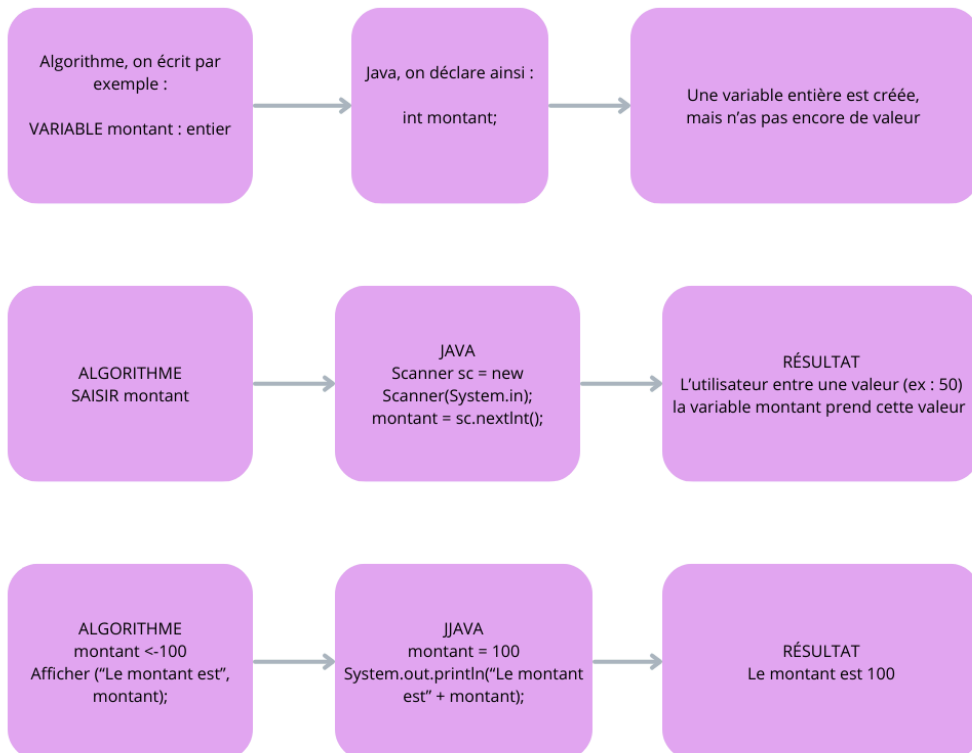 Algorithme, on écrit par
exemple :
VARIABLE montant : entier
Java, on déclare ainsi :
int montant;
Une variable entière est créée,
mais n'as pas encore de valeur
ALGORITHME
SAISIR montant
JAVA
Scanner sc = new
Scanner(System.in);
montant = sc.nextInt();
RÉSULTAT
L'utilisateur entre une valeur (ex : 50)
la variable montant prend cette valeur
ALGORITHME
montant <-100
Afficher (“Le montant est”,
montant);
JJAVA
montant = 100
System.out.println(“Le montant
est” + montant);
RÉSULTAT
Le montant est 100